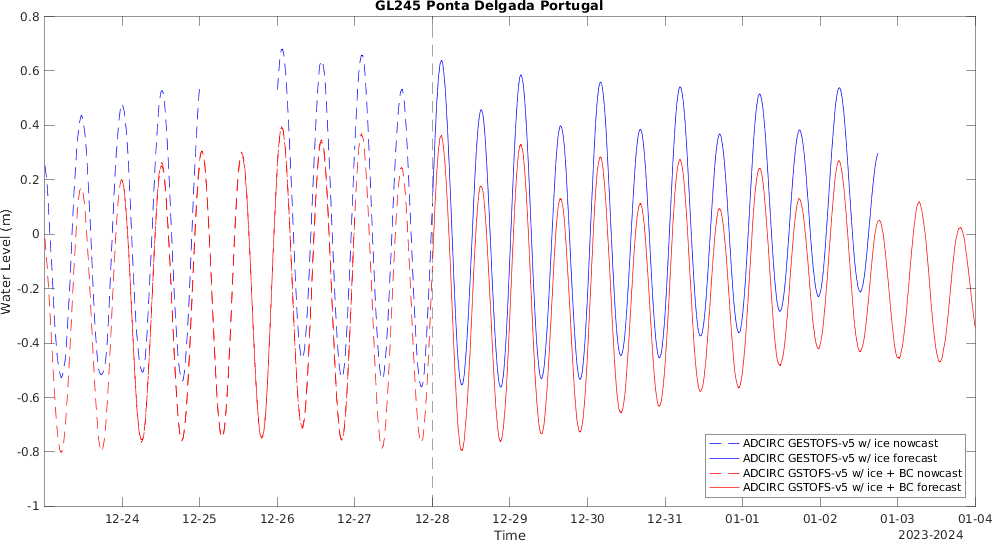 GL245 Ponta Delgada Portugal
0.8
0.6
0.4
0.2
0
-0.2
-0.4
-0.6
-0.8
-1
Water Level (m)
12-24 12-25 12-26 12-27 12-28 12-29 12-30 12-31 01-01 01-02 01-03 01-04
Time
2023-2024
ADCIRC GESTOFS-v5 w/ ice nowcast
ADCIRC GESTOFS-v5 w/ ice forecast
ADCIRC GSTOFS-v5 w/ ice + BC nowcast
ADCIRC GSTOFS-v5 w/ ice + BC forecast